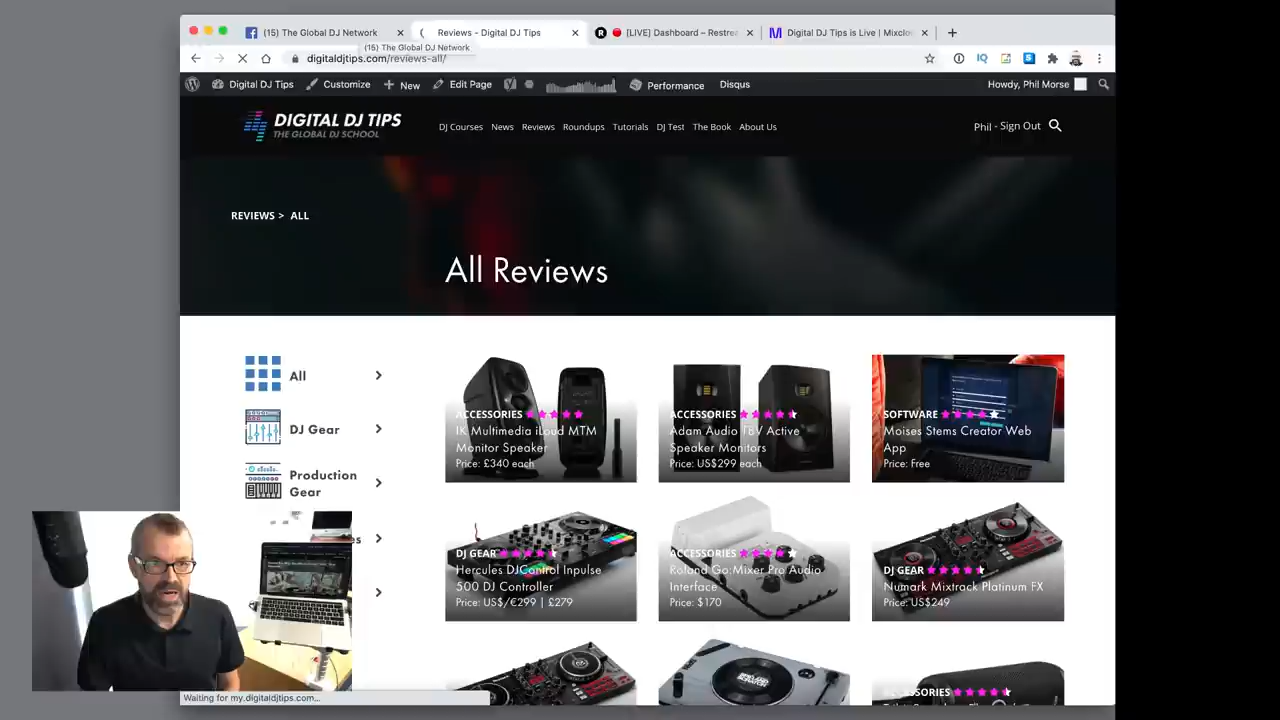 (15) The Global DJ Network
Reviews - Digital DJ Tips
[LIVE] Dashboard – Restrea
Digital DJ Tips is Live | Mixclou
(15) The Global DJ Network
digitaldjtips.com/reviews-all/
Digital DJ Tips
Customize
New
Edit Page
Performance
Disqus
Howdy, Phil Morse
DIGITAL DJ TIPS
THE GLOBAL DJ SCHOOL
DJ Courses
News
Reviews
Roundups
Tutorials
DJ Test
The Book
About Us
Phil - Sign Out
REVIEWS > ALL
All Reviews
All
DJ Gear
Production
Gear
ACCESSORIES
IK Multimedia iLoud MTM
Monitor Speaker
Price: £340 each
ACCESSORIES
Adam Audio T8V Active
Speaker Monitors
Price: US$299 each
SOFTWARE
Moises Stems Creator Web
App
Price: Free
DJ GEAR
Hercules DJControl Inpulse
500 DJ Controller
Price: US$/€299 | £279
ACCESSORIES
Roland Go:Mixer Pro Audio
Interface
Price: $170
DJ GEAR
Numark Mixtrack Platinum FX
Price: US$249
ACCESSORIES
Waiting for my.digitaldjtips.com...